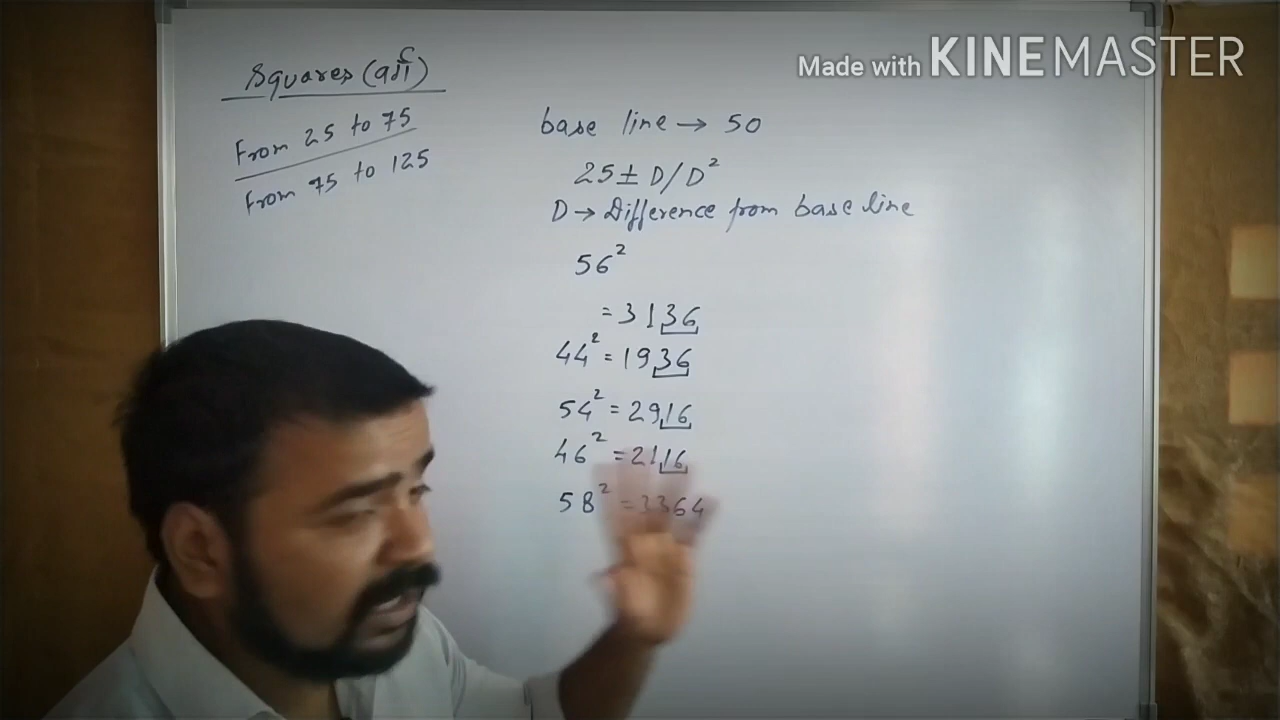 Squares (वर्ग)
From 25 to 75
From 75 to 125
base line → 50
25 ± D/D²
D → Difference from base line
56²
= 3136
44² = 1936
54² = 2916
46² = 2116
58² = 3364
Made with KINEMASTER